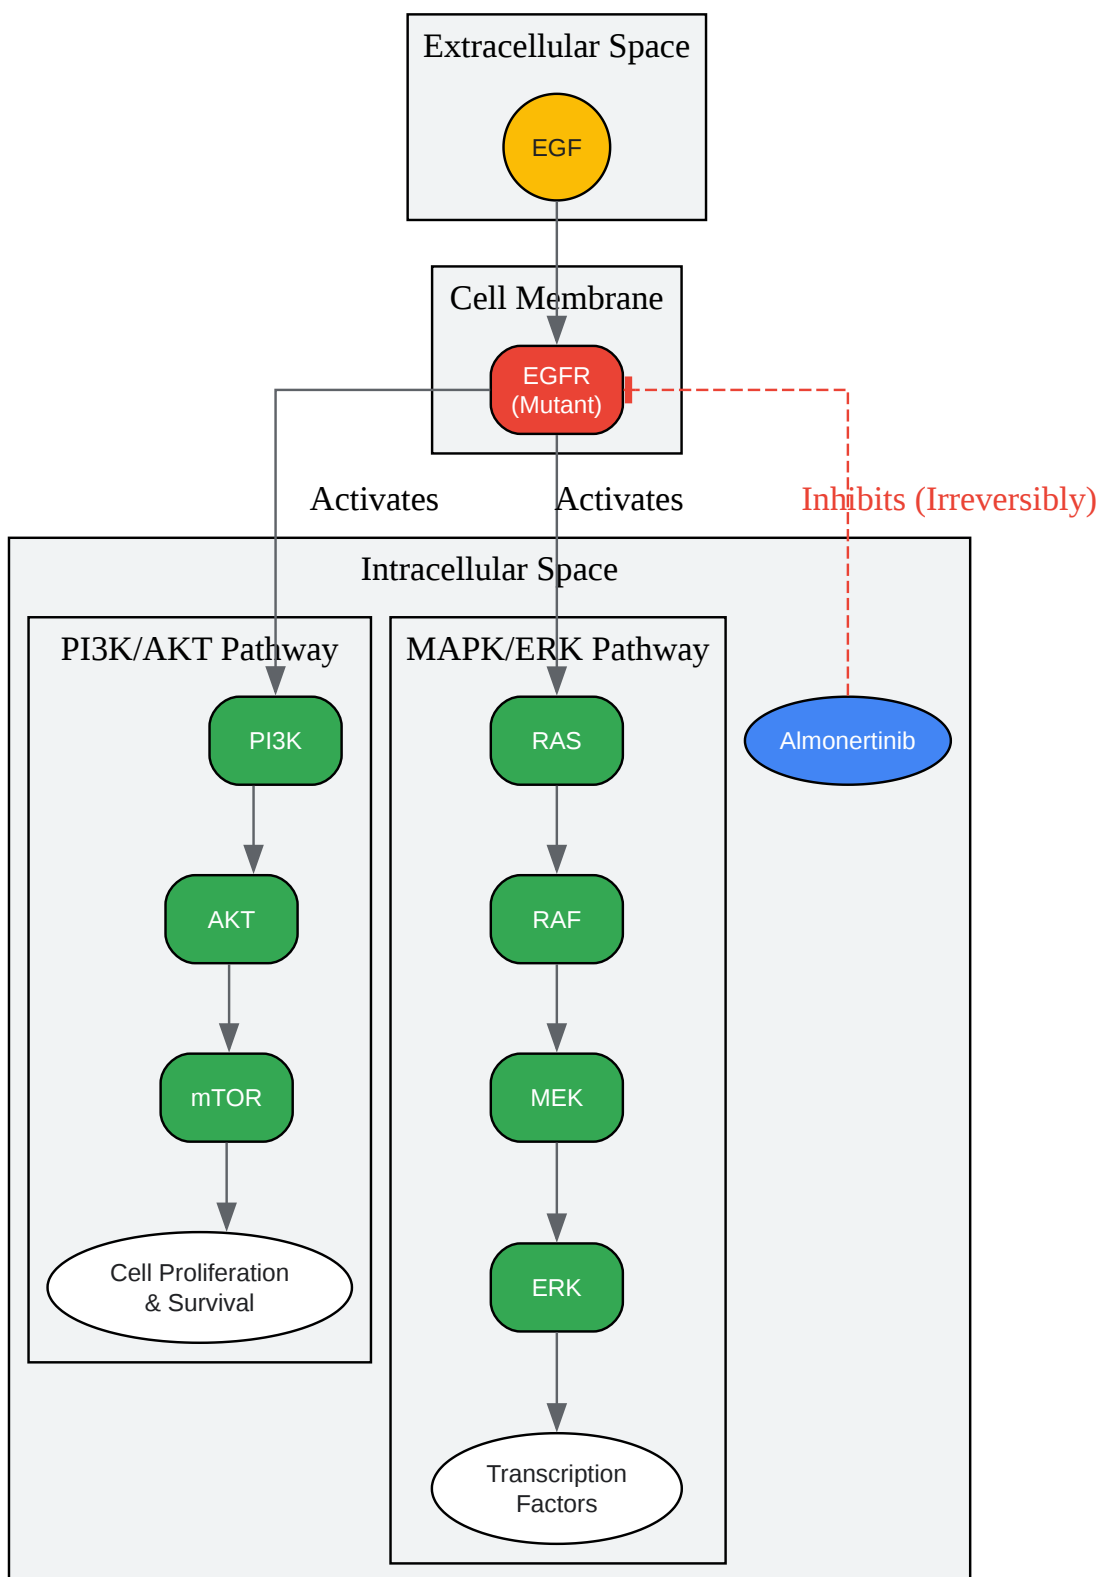 Extracellular Space
EGF
Cell Membrane
EGFR
(Mutant)
Activates
Activates
Inhibits (Irreversibly)
Intracellular Space
PI3K/AKT Pathway
MAPK/ERK Pathway
PI3K
RAS
Almonertinib
AKT
RAF
mTOR
MEK
Cell Proliferation
& Survival
ERK
Transcription
Factors